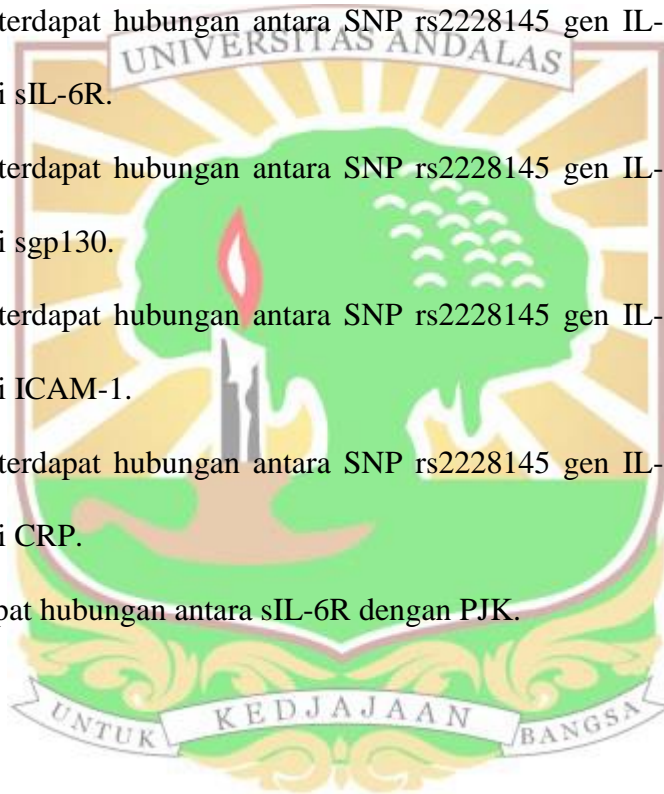 terdapat hubungan antara SNP rs2228145 gen IL-
UNIVERSITAS ANDALAS
i sIL-6R.
terdapat hubungan antara SNP rs2228145 gen IL-
i sgp130.
terdapat hubungan antara SNP rs2228145 gen IL-
i ICAM-1.
terdapat hubungan antara SNP rs2228145 gen IL-
i CRP.
pat hubungan antara sIL-6R dengan PJK.
UNTUK KEDJAJAAN BANGSA